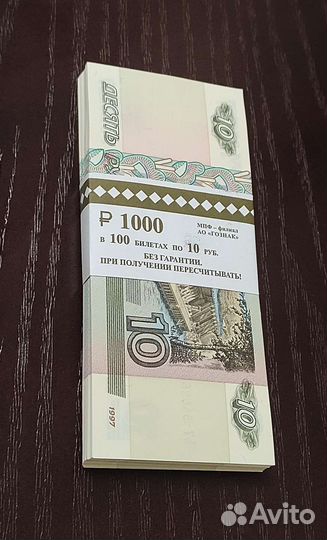 10
ДЕСЯТЬ
₽ 1000
в 100 БИЛЕТАХ по 10 РУБ.
МПФ – филиал
АО «ГОЗНАК»
БЕЗ ГАРАНТИИ.
ПРИ ПОЛУЧЕНИИ ПЕРЕСЧИТЫВАТЬ!
10
1997
10
Avito